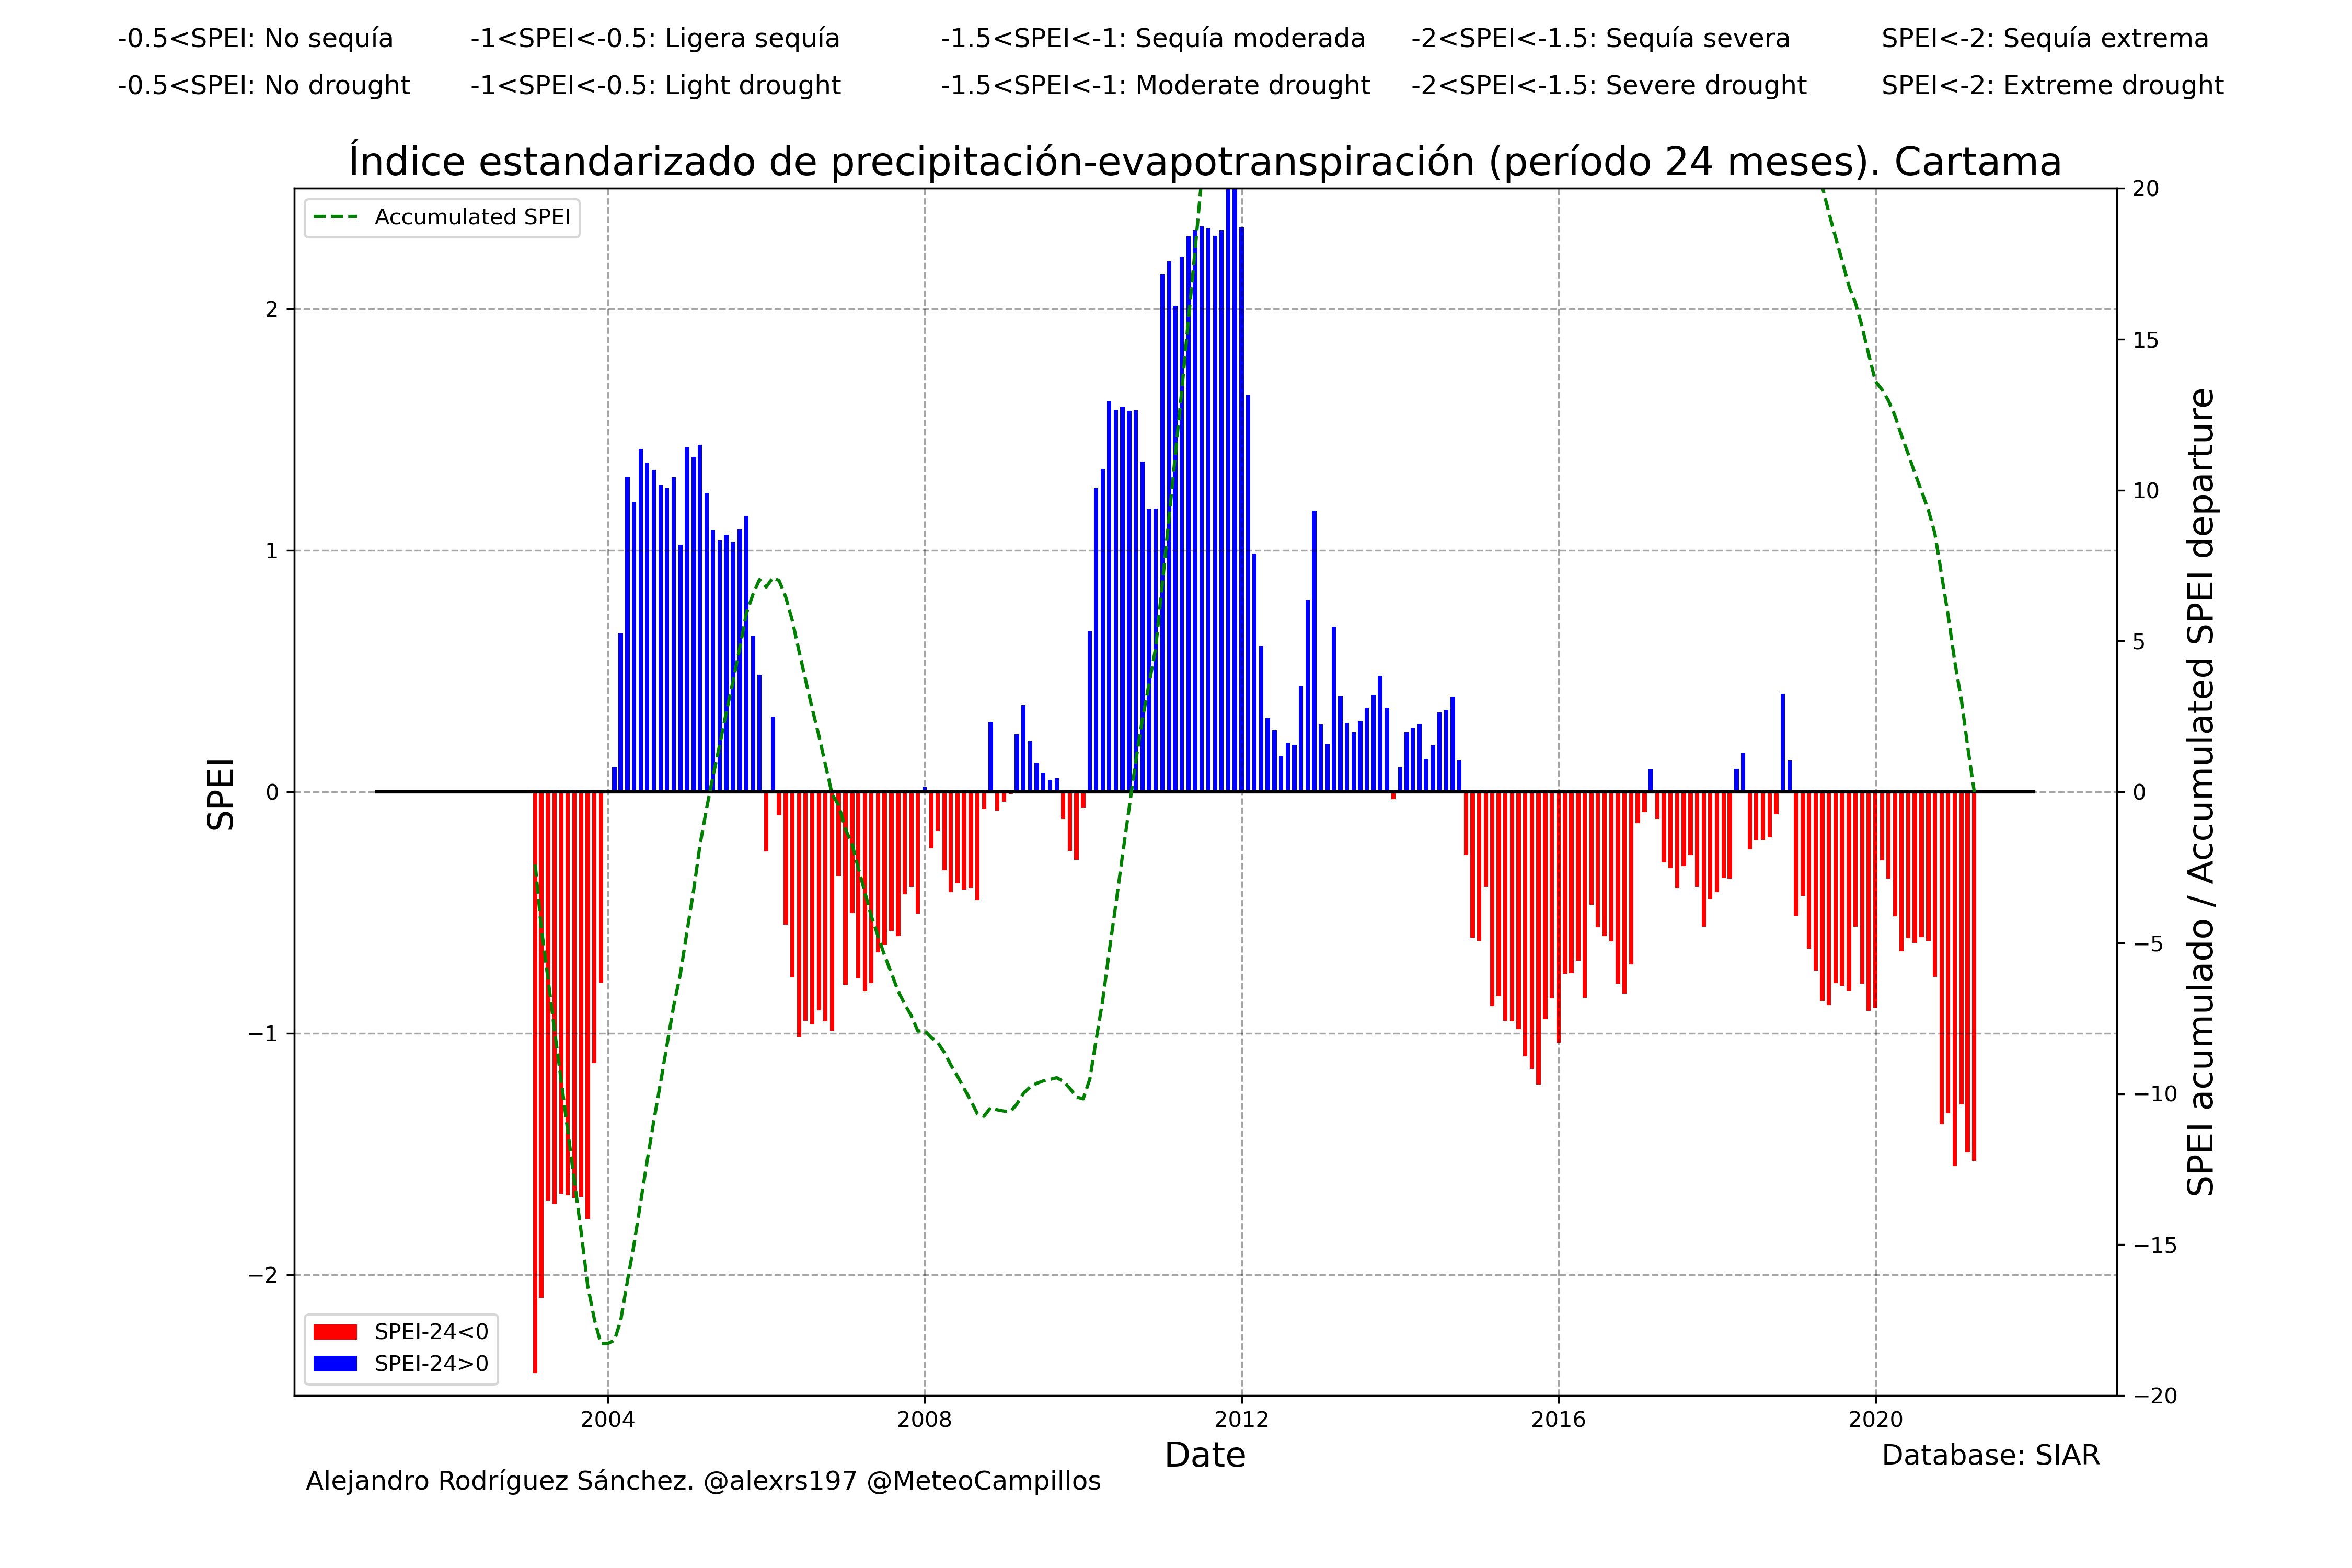 -0.5<SPEI: No sequía -1<SPEI<-0.5: Ligera sequía -1.5<SPEI<-1: Sequía moderada -2<SPEI<-1.5: Sequía severa SPEI<-2: Sequía extrema
-0.5<SPEI: No drought -1<SPEI<-0.5: Light drought -1.5<SPEI<-1: Moderate drought -2<SPEI<-1.5: Severe drought SPEI<-2: Extreme drought
Índice estandarizado de precipitación-evapotranspiración (período 24 meses). Cartama
Accumulated SPEI
2
1
0
−1
−2
SPEI
20
15
10
5
0
−5
−10
−15
−20
SPEI acumulado / Accumulated SPEI departure
SPEI-24<0
SPEI-24>0
2004 2008 2012 2016 2020
Date
Database: SIAR
Alejandro Rodríguez Sánchez. @alexrs197 @MeteoCampillos